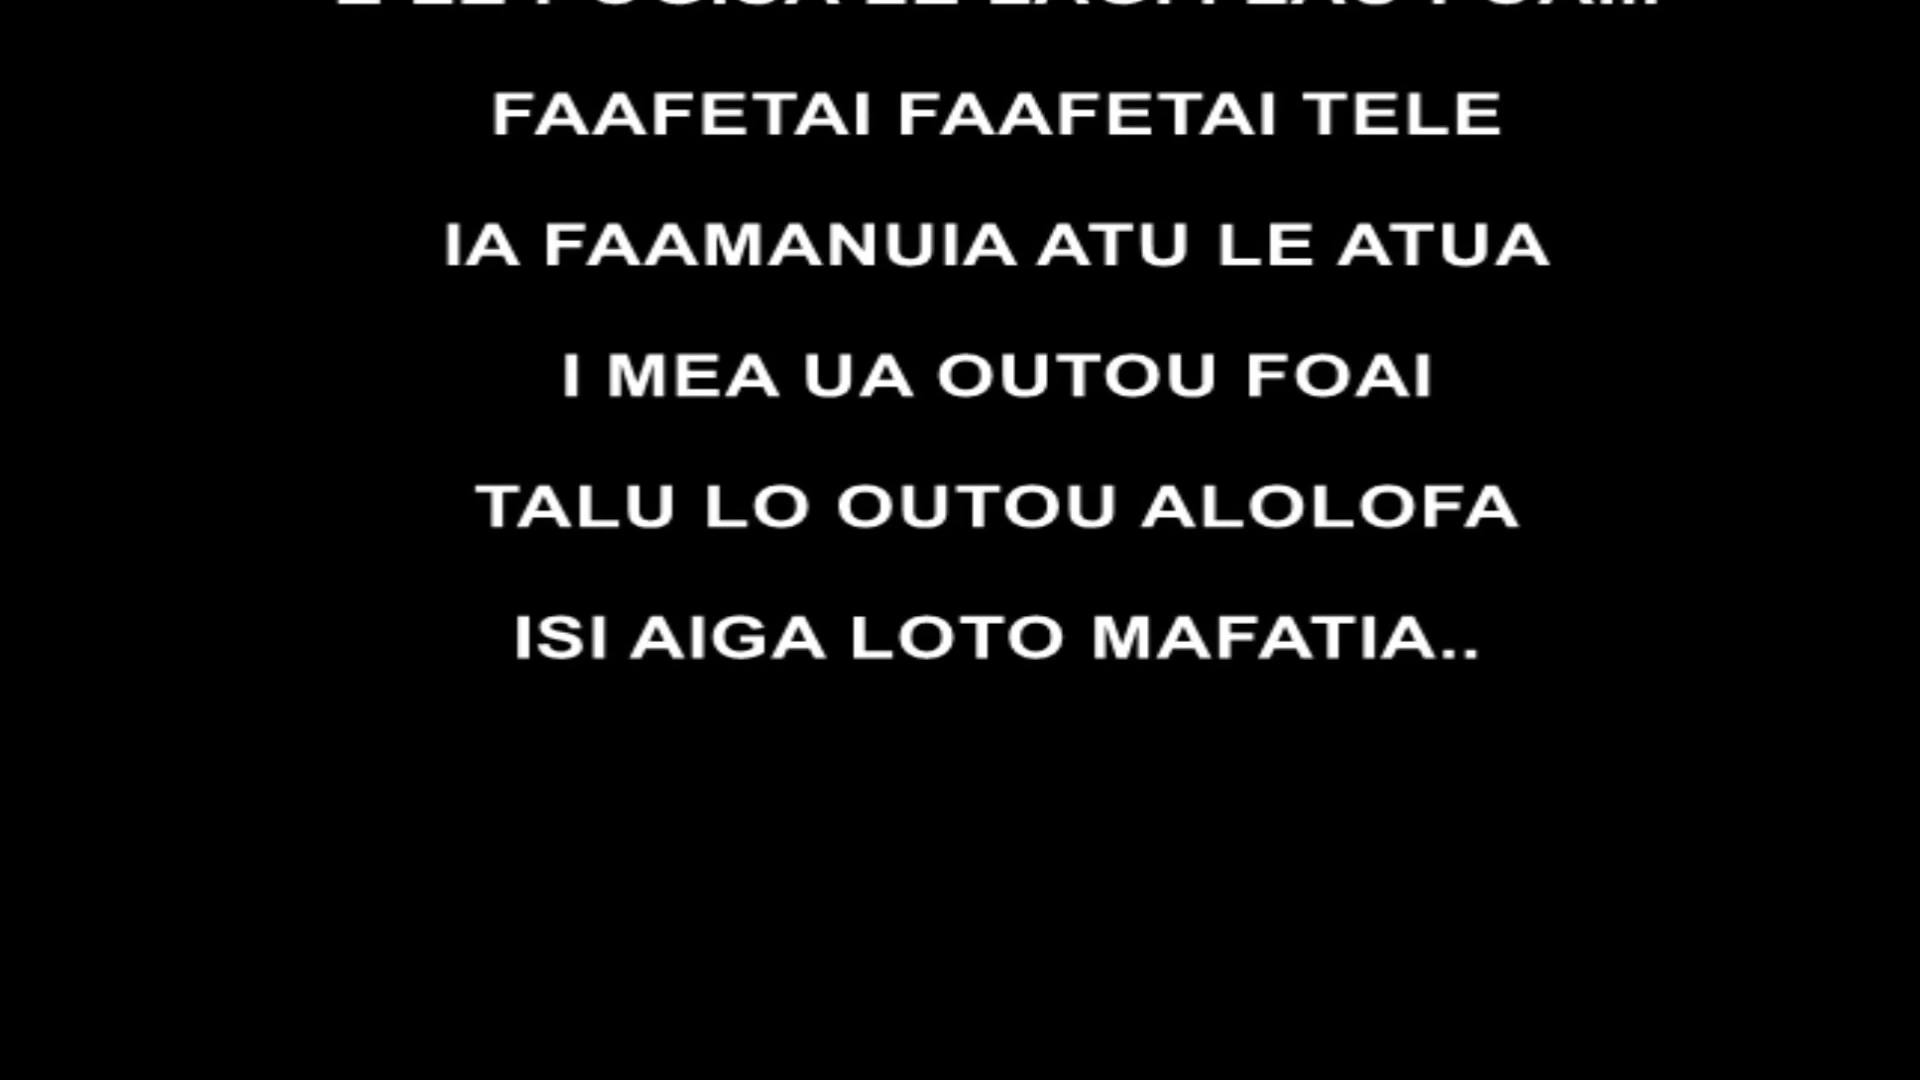 FAAFETAI FAAFETAI TELE
IA FAAMANUIA ATU LE ATUA
I MEA UA OUTOU FOAI
TALU LO OUTOU ALOLOFA
ISI AIGA LOTO MAFATIA..